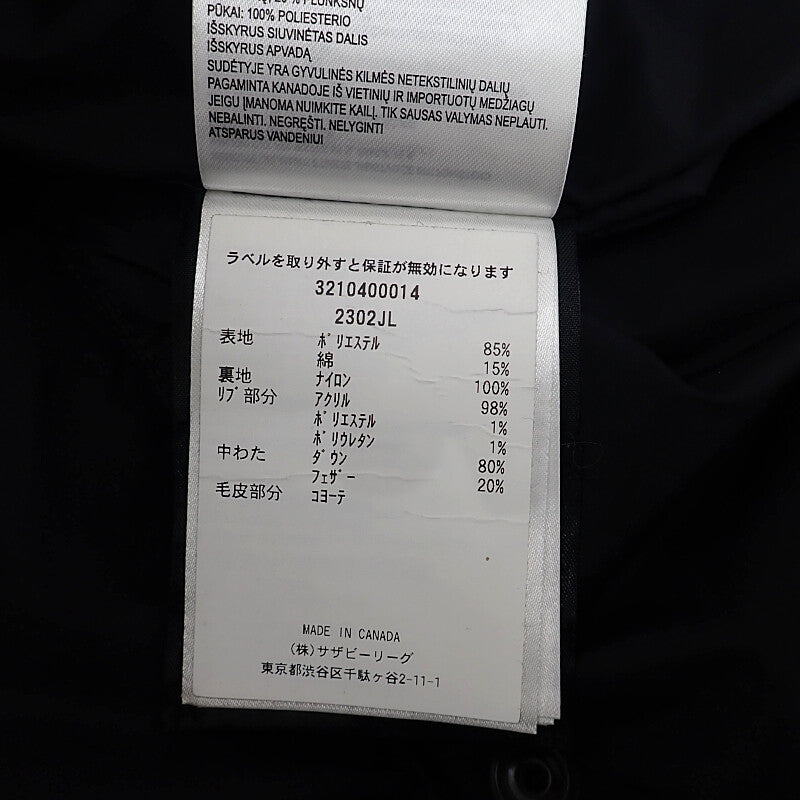 20 % PLUNKSNŲ
PŪKAI: 100% POLIESTERIO
IŠSKYRUS SIUVINĖTAS DALIS
IŠSKYRUS APVADĄ
SUDĖTYJE YRA GYVULINĖS KILMĖS NETEKSTILINIŲ DALIŲ
PAGAMINTA KANADOJE IŠ VIETINIŲ IR IMPORTUOTŲ MEDŽIAGŲ
JEIGU ĮMANOMA NUIMKITE KAILĮ. TIK SAUSAS VALYMAS NEPLAUTI.
NEBALINTI. NEGRĘŠTI. NELYGINTI
ATSPARUS VANDENIUI
ラベルを取り外すと保証が無効になります
3210400014
2302JL
表地 ﾎﾟﾘｴｽﾃﾙ 85%
綿 15%
裏地 ﾅｲﾛﾝ 100%
ﾘﾌﾞ部分 ｱｸﾘﾙ 98%
ﾎﾟﾘｴｽﾃﾙ 1%
ﾎﾟﾘｳﾚﾀﾝ 1%
中わた ﾀﾞｳﾝ 80%
ﾌｪｻﾞｰ 20%
毛皮部分 ｺﾖｰﾃ
MADE IN CANADA
(株)サザビーリーグ
東京都渋谷区千駄ヶ谷2-11-1